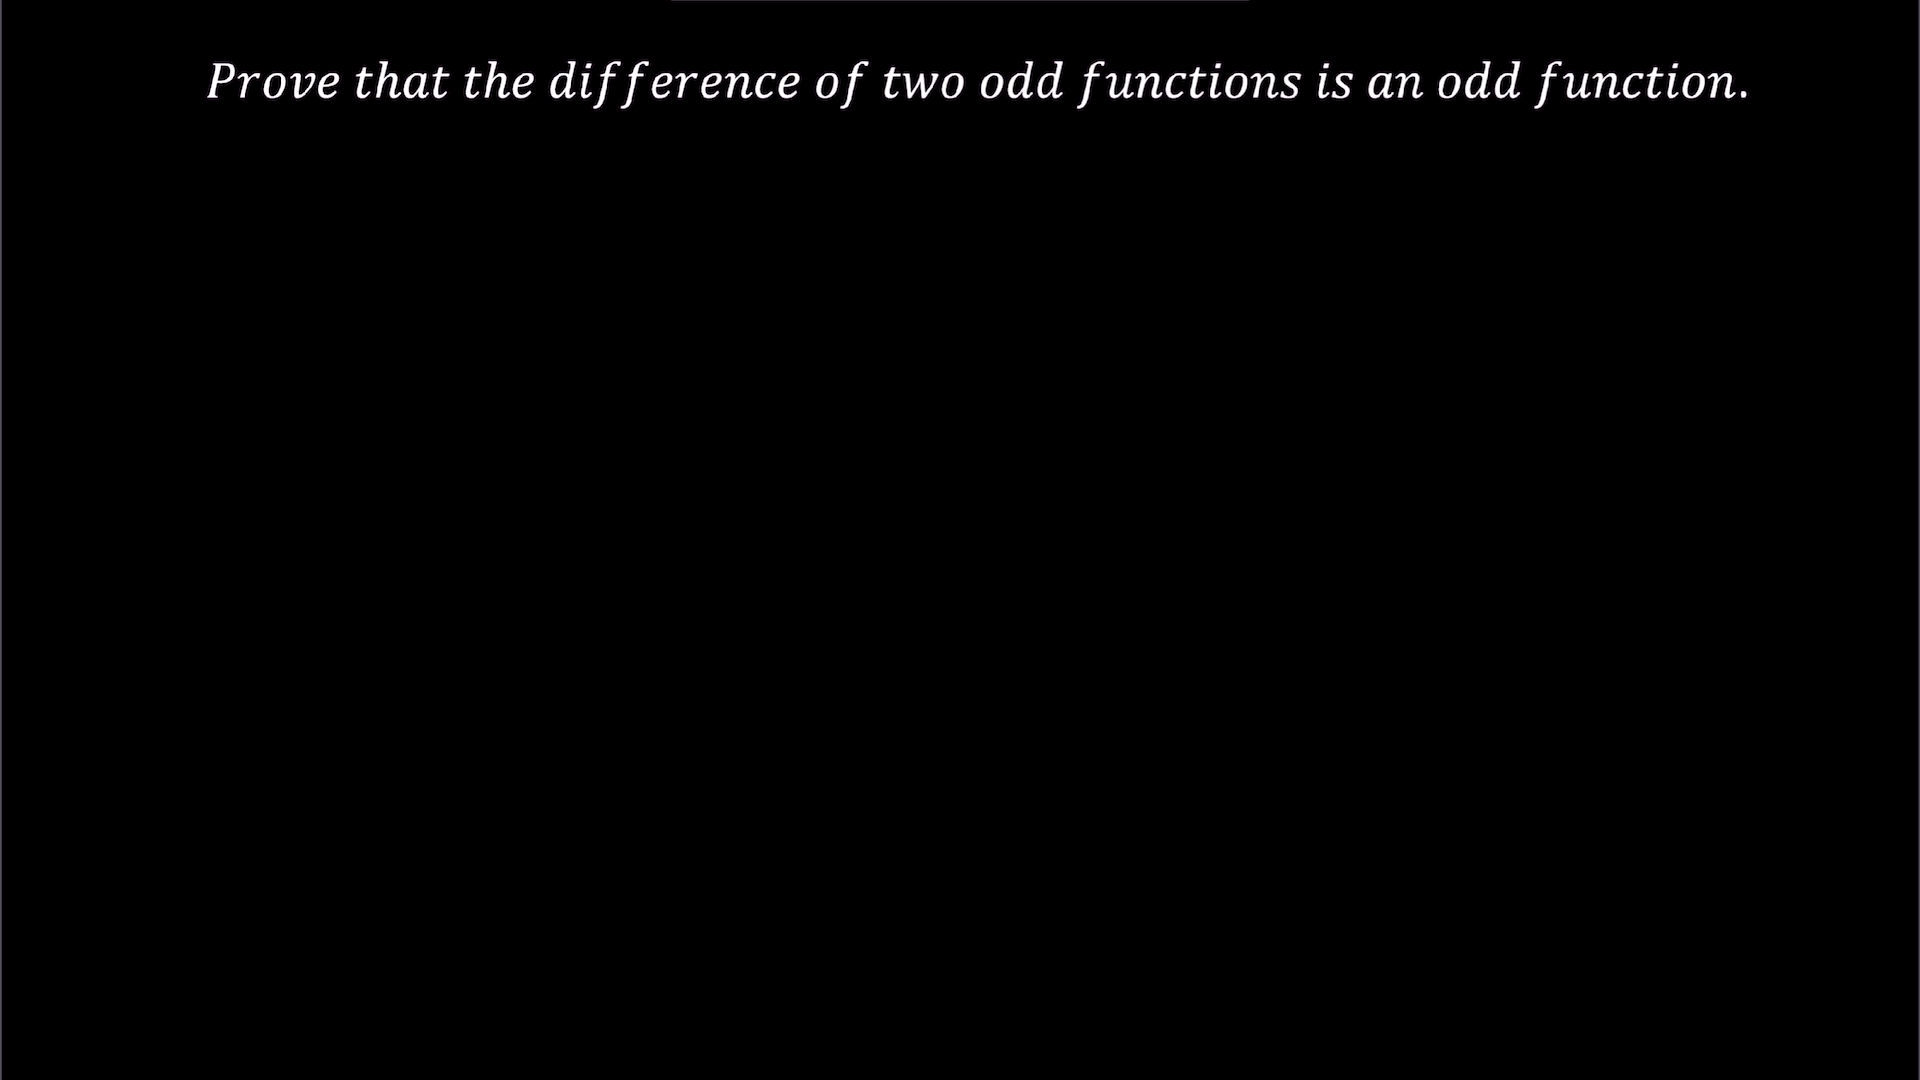 Prove that the difference of two odd functions is an odd function.